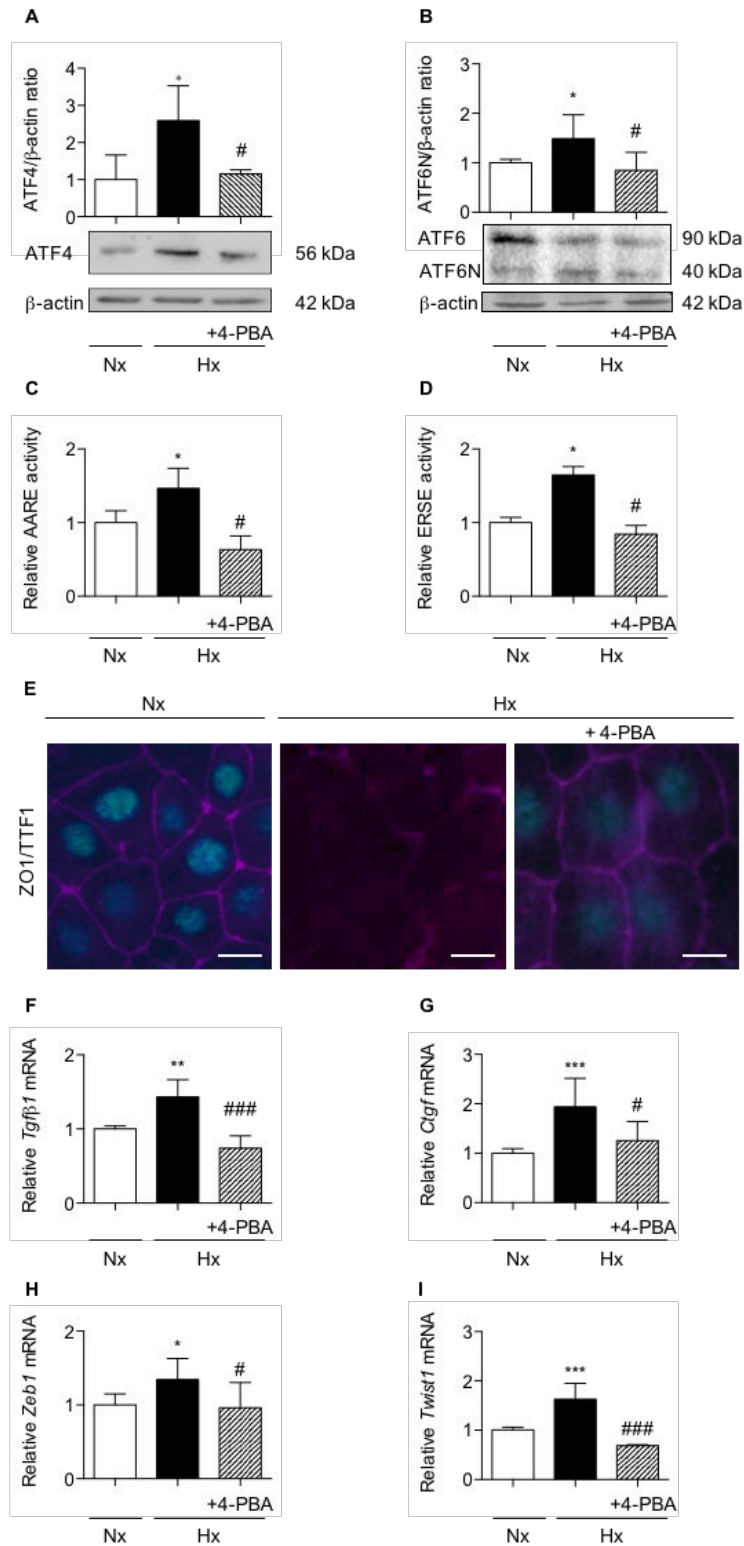 A
ATF4/β-actin ratio
4
3
2
1
0
*
#
ATF4
56 kDa
β-actin
42 kDa
+4-PBA
Nx
Hx
B
ATF6N/β-actin ratio
3
2
1
0
*
#
ATF6
90 kDa
ATF6N
40 kDa
β-actin
42 kDa
+4-PBA
Nx
Hx
C
Relative AARE activity
2
1
0
*
#
+4-PBA
Nx
Hx
D
Relative ERSE activity
2
1
0
*
#
+4-PBA
Nx
Hx
E
Nx
Hx
+ 4-PBA
ZO1/TTF1
F
Relative Tgfβ1 mRNA
2
1
0
**
###
+4-PBA
Nx
Hx
G
Relative Ctgf mRNA
3
2
1
0
***
#
+4-PBA
Nx
Hx
H
Relative Zeb1 mRNA
2
1
0
*
#
+4-PBA
Nx
Hx
I
Relative Twist1 mRNA
3
2
1
0
***
###
+4-PBA
Nx
Hx